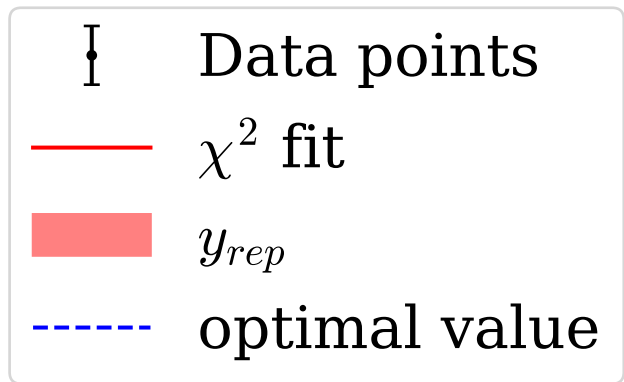 Data points
χ² fit
y_rep
optimal value